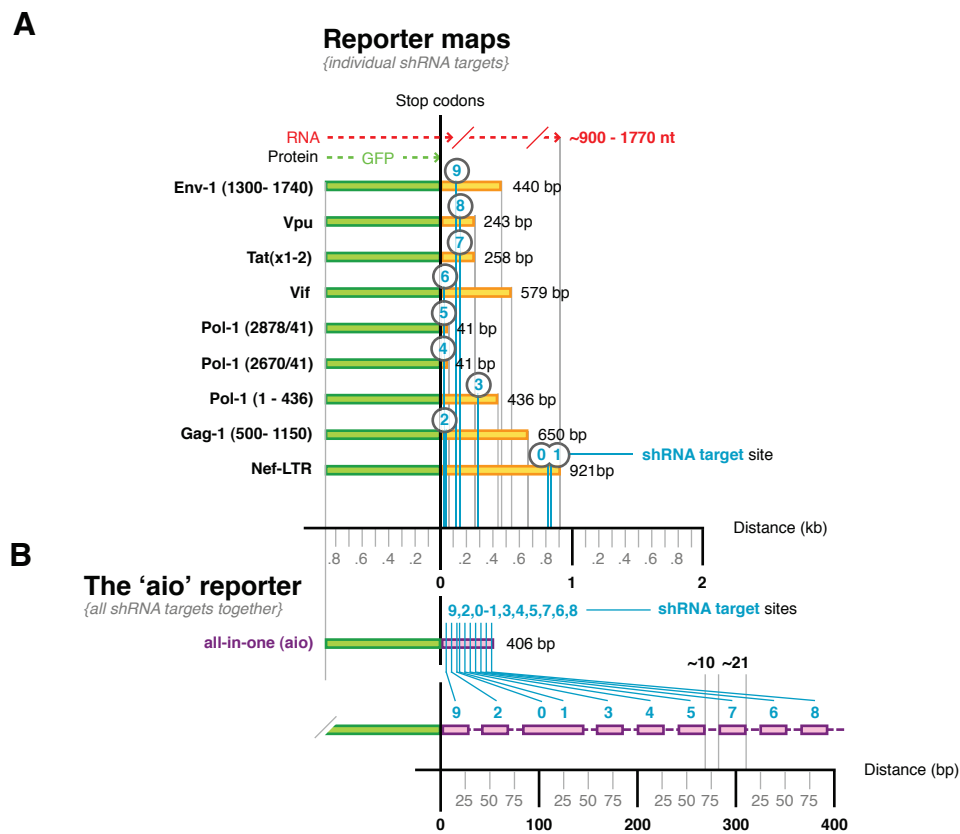 A
Reporter maps
{individual shRNA targets}
Stop codons
RNA
~900 - 1770 nt
Protein
GFP
9
Env-1 (1300- 1740)
440 bp
8
Vpu
243 bp
7
Tat(x1-2)
258 bp
6
Vif
579 bp
5
Pol-1 (2878/41)
41 bp
4
Pol-1 (2670/41)
41 bp
3
Pol-1 (1 - 436)
436 bp
2
Gag-1 (500- 1150)
650 bp
0 1
shRNA target site
Nef-LTR
921bp
Distance (kb)
.8 .6 .4 .2 .2 .4 .6 .8 .2 .4 .6 .8
0 1 2
B
The ‘aio’ reporter
{all shRNA targets together}
9,2,0-1,3,4,5,7,6,8
shRNA target sites
all-in-one (aio)
406 bp
~10 ~21
9 2 0 1 3 4 5 7 6 8
Distance (bp)
25 50 75 25 50 75 25 50 75 25 50 75
0 100 200 300 400